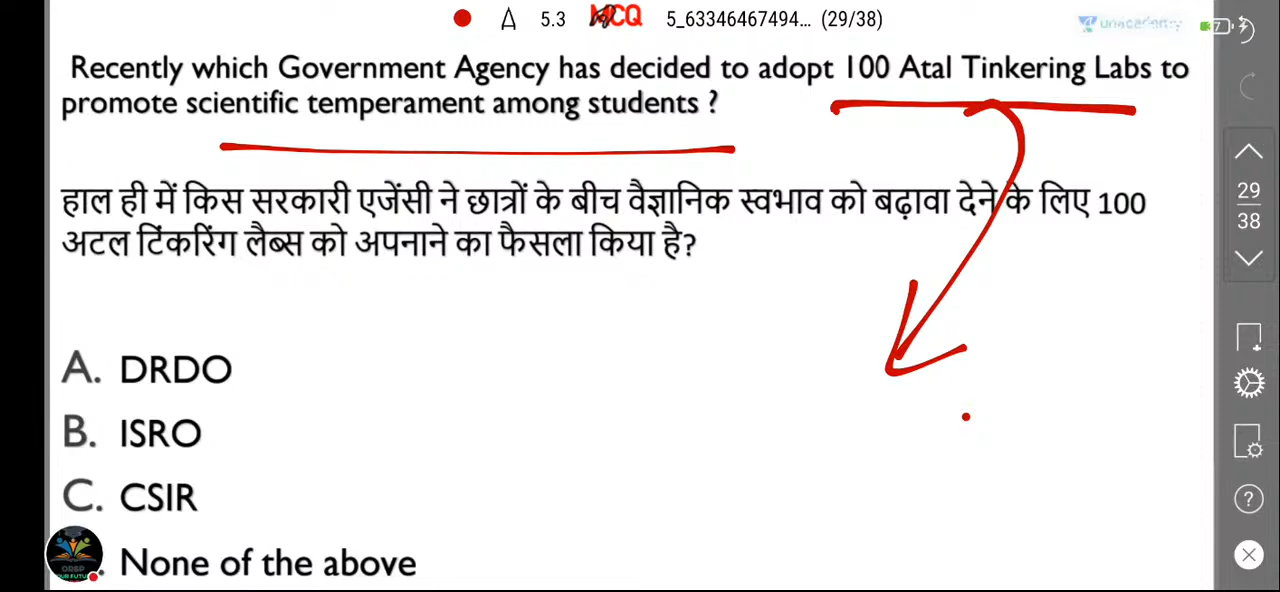 5.3 MCQ 5_63346467494... (29/38)
unacademy
7
Recently which Government Agency has decided to adopt 100 Atal Tinkering Labs to
promote scientific temperament among students ?
हाल ही में किस सरकारी एजेंसी ने छात्रों के बीच वैज्ञानिक स्वभाव को बढ़ावा देने के लिए 100
अटल टिंकरिंग लैब्स को अपनाने का फैसला किया है?
29
38
A. DRDO
B. ISRO
C. CSIR
None of the above
?